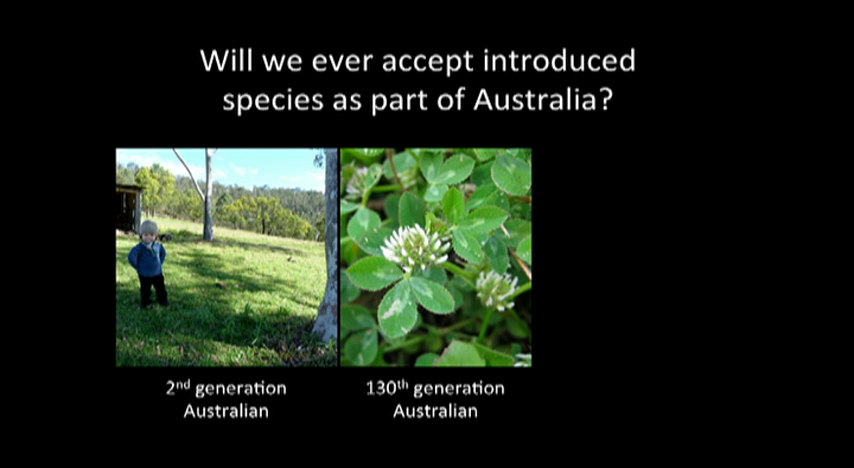 Will we ever accept introduced
species as part of Australia?
2nd generation
Australian
130th generation
Australian